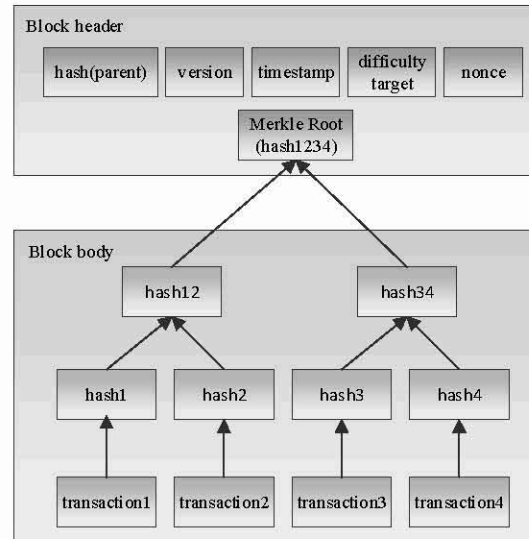 Block header
hash(parent) version timestamp difficulty target nonce
Merkle Root
(hash1234)
Block body
hash12 hash34
hash1 hash2 hash3 hash4
transaction1 transaction2 transaction3 transaction4